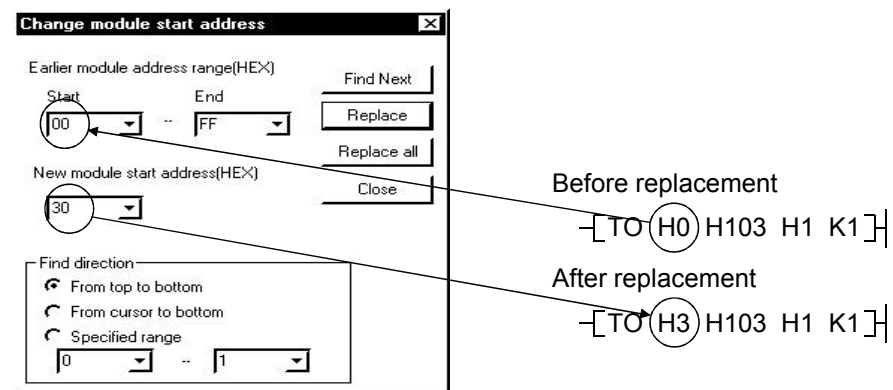 Change module start address
Earlier module address range(HEX)
Start End
00 -- FF
New module start address(HEX)
30
Find direction
From top to bottom
From cursor to bottom
Specified range
0 -- 1
Find Next
Replace
Replace all
Close
Before replacement
TO H0 H103 H1 K1
After replacement
TO H3 H103 H1 K1